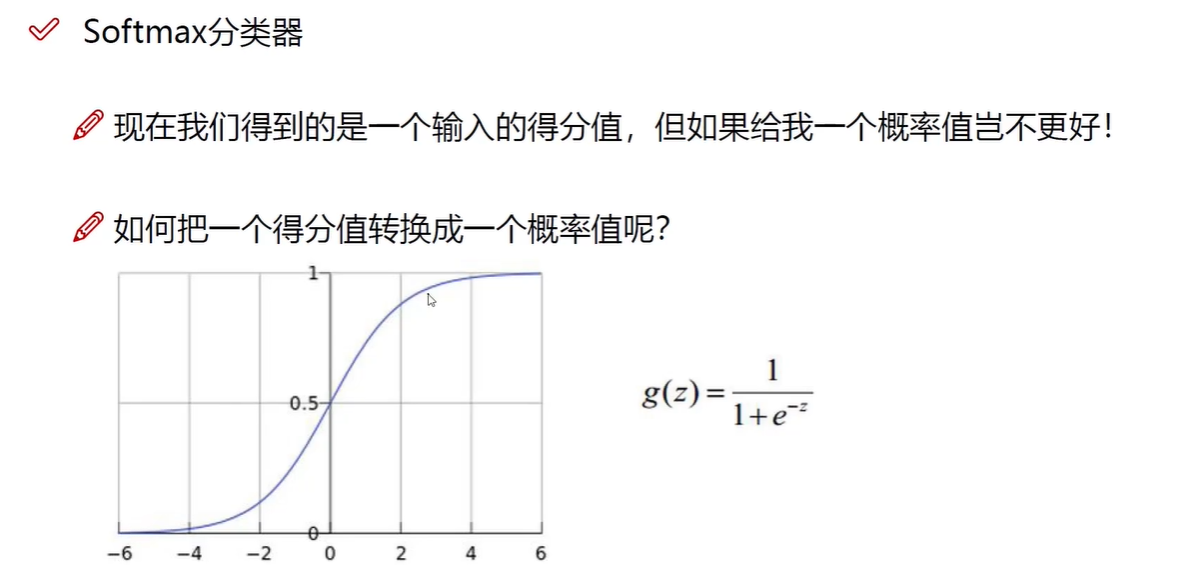 Softmax分类器
现在我们得到的是一个输入的得分值，但如果给我一个概率值岂不更好！
如何把一个得分值转换成一个概率值呢？
1
0.5
0
−6 −4 −2 0 2 4 6
g(z)=1/(1+e^{-z})